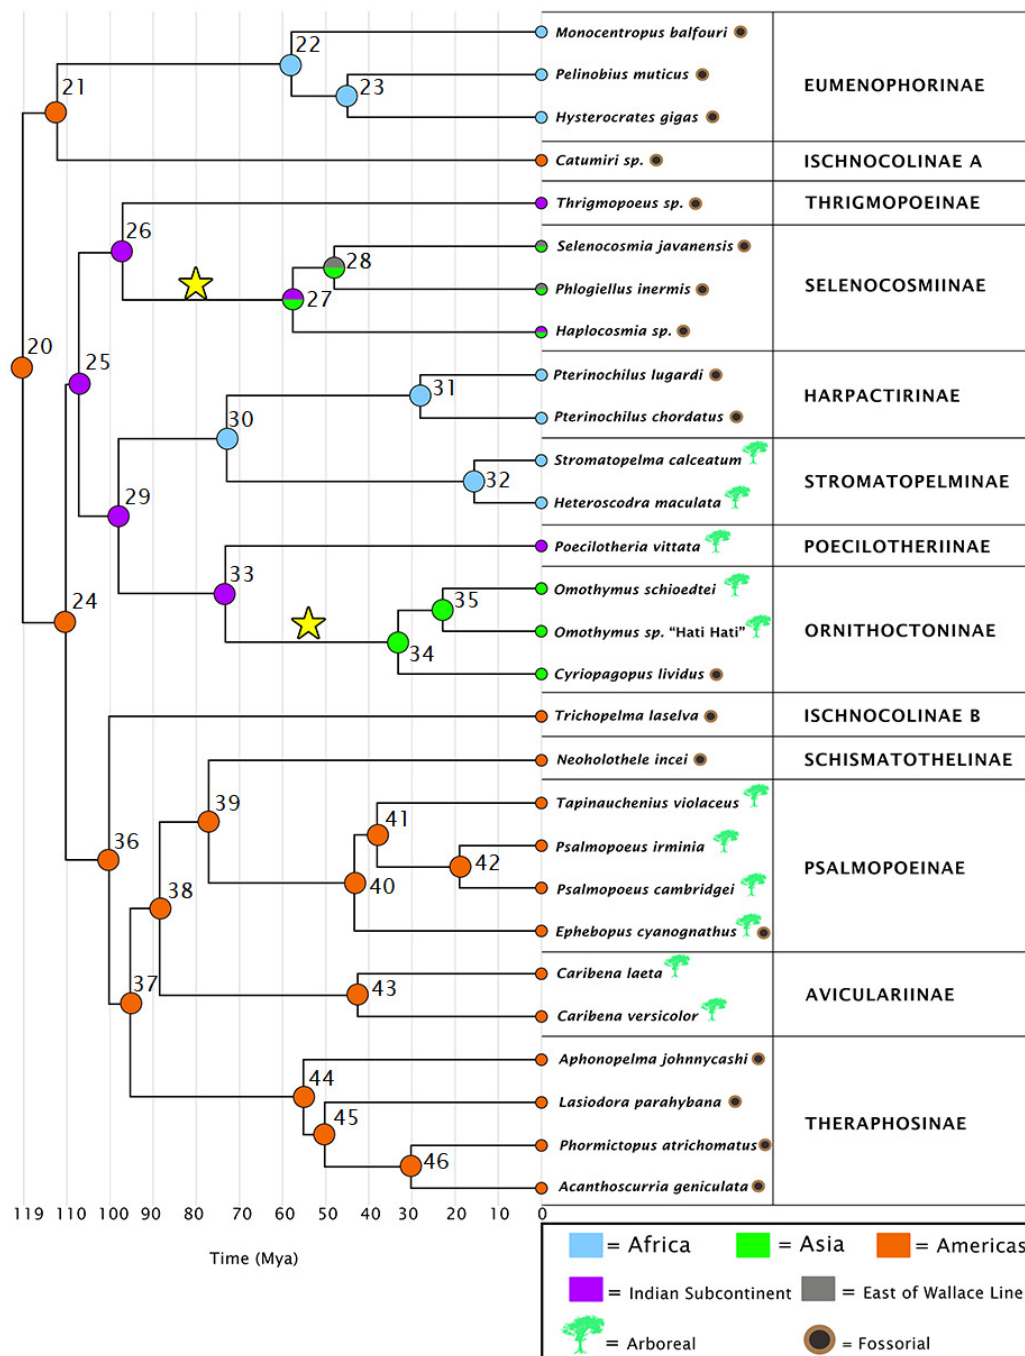 Monocentropus balfouri
22
EUMENOPHORINAE
Pelinobius muticus
21
23
Hysterocrates gigas
Catumiri sp.
ISCHNOCOLINAE A
Thrigmopoeus sp.
THRIGMOPOEINAE
26
Selenocosmia javanensis
28
SELENOCOSMIINAE
Phlogiellus inermis
27
Haplocosmia sp.
20
25
Pterinochilus lugardi
31
HARPACTIRINAE
30
Pterinochilus chordatus
Stromatopelma calceatum
32
STROMATOPELMINAE
29
Heteroscodra maculata
Poecilotheria vittata
POECILOTHERIINAE
33
Omothymus schioedtei
24
35
Omothymus sp. “Hati Hati”
ORNITHOCTONINAE
34
Cyriopagopus lividus
Trichopelma laselva
ISCHNOCOLINAE B
Neoholothele incei
SCHISMATOTHELINAE
39
Tapinauchenius violaceus
41
36
Psalmopoeus irminia
42
PSALMOPOEINAE
38
40
Psalmopoeus cambridgei
Ephebopus cyanognathus
37
Caribena laeta
43
AVICULARIINAE
Caribena versicolor
Aphonopelma johnnycashi
44
Lasiodora parahybana
45
THERAPHOSINAE
Phormictopus atrichomatus
46
Acanthoscurria geniculata
119 110 100 90 80 70 60 50 40 30 20 10 0
Time (Mya)
= Africa = Asia = Americas
= Indian Subcontinent = East of Wallace Line
= Arboreal = Fossorial